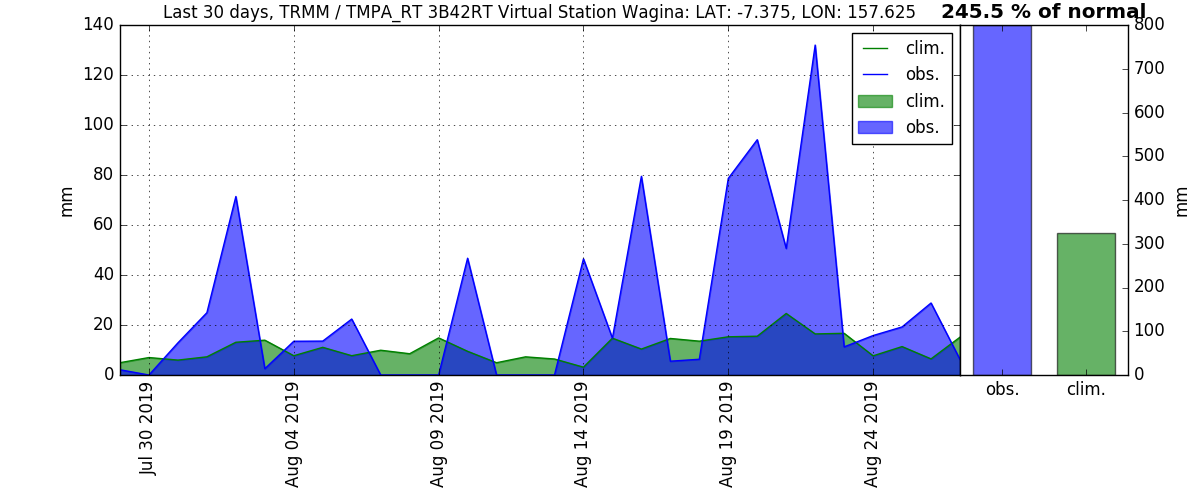 Last 30 days, TRMM / TMPA_RT 3B42RT Virtual Station Wagina: LAT: -7.375, LON: 157.625
245.5 % of normal
mm
140
120
100
80
60
40
20
0
clim.
obs.
clim.
obs.
800
700
600
500
400
300
200
100
0
mm
Jul 30 2019
Aug 04 2019
Aug 09 2019
Aug 14 2019
Aug 19 2019
Aug 24 2019
obs.
clim.